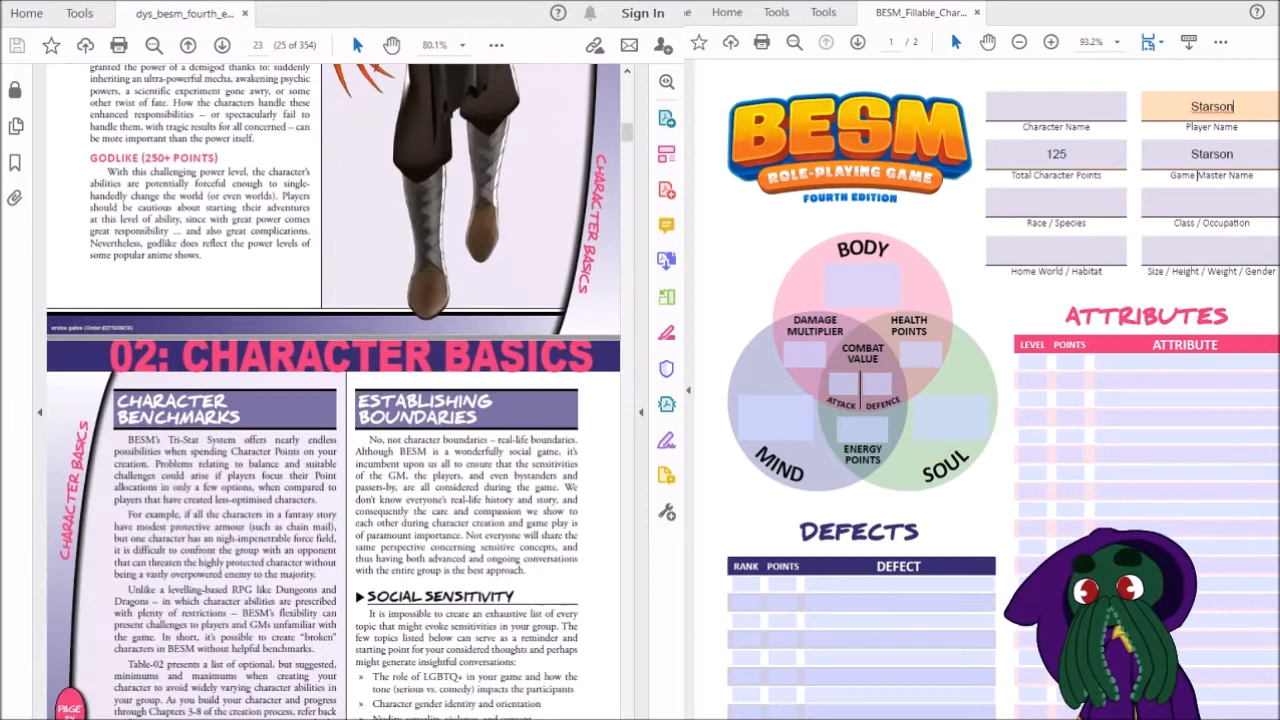 Home
Tools
dys_besm_fourth_e...
Sign In
me
Home
Tools
Tools
BESM_Fillable_Char...
23 (25 of 354)
80.1%
1 / 2
93.2%
granted the power of a demigod thanks to: suddenly
inheriting an ultra-powerful mecha, awakening psychic
powers, a scientific experiment gone awry, or some
other twist of fate. How the characters handle these
enhanced responsibilities – or spectacularly fail to
handle them, with tragic results for all concerned – can
be more important than the power itself.
GODLIKE (250+ POINTS)
With this challenging power level, the character's
abilities are potentially forceful enough to single-
handedly change the world (or even worlds). Players
should be cautious about starting their adventures
at this level of ability, since with great power comes
great responsibility ... and also great complications.
Nevertheless, godlike does reflect the power levels of
some popular anime shows.
CHARACTER BASICS
02: CHARACTER BASICS
CHARACTER BASICS
CHARACTER
BENCHMARKS
BESM's Tri-Stat System offers nearly endless
possibilities when spending Character Points on your
creation. Problems relating to balance and suitable
challenges could arise if players focus their Point
allocations in only a few options, when compared to
players that have created less-optimised characters.
For example, if all the characters in a fantasy story
have modest protective armour (such as chain mail),
but one character has an nigh-impenetrable force field,
it is difficult to confront the group with an opponent
that can threaten the highly protected character without
being a vastly overpowered enemy to the majority.
Unlike a levelling-based RPG like Dungeons and
Dragons – in which character abilities are prescribed
with plenty of restrictions – BESM's flexibility can
present challenges to players and GMs unfamiliar with
the game. In short, it's possible to create "broken"
characters in BESM without helpful benchmarks.
Table-02 presents a list of optional, but suggested,
minimums and maximums when creating your
character to avoid widely varying character abilities in
your group. As you build your character and progress
through Chapters 3-8 of the creation process, refer back
PAGE
ESTABLISHING
BOUNDARIES
No, not character boundaries – real-life boundaries.
Although BESM is a wonderfully social game, it's
incumbent upon us all to ensure that the sensitivities
of the GM, the players, and even bystanders and
passers-by, are all considered during the game. We
don't know everyone's real-life history and story, and
consequently the care and compassion we show to
each other during character creation and game play is
of paramount importance. Not everyone will share the
same perspective concerning sensitive concepts, and
thus having both advanced and ongoing conversations
with the entire group is the best approach.
SOCIAL SENSITIVITY
It is impossible to create an exhaustive list of every
topic that might evoke sensitivities in your group. The
few topics listed below can serve as a reminder and
starting point for your considered thoughts and perhaps
might generate insightful conversations:
» The role of LGBTQ+ in your game and how the
tone (serious vs. comedy) impacts the participants
» Character gender identity and orientation
BESM
ROLE-PLAYING GAME
FOURTH EDITION
Character Name
Starson
Player Name
125
Total Character Points
Starson
Game Master Name
Race / Species
Class / Occupation
Home World / Habitat
Size / Height / Weight / Gender
BODY
DAMAGE
MULTIPLIER
HEALTH
POINTS
COMBAT
VALUE
ATTACK
DEFENCE
ENERGY
POINTS
MIND
SOUL
ATTRIBUTES
LEVEL POINTS ATTRIBUTE
DEFECTS
RANK POINTS DEFECT